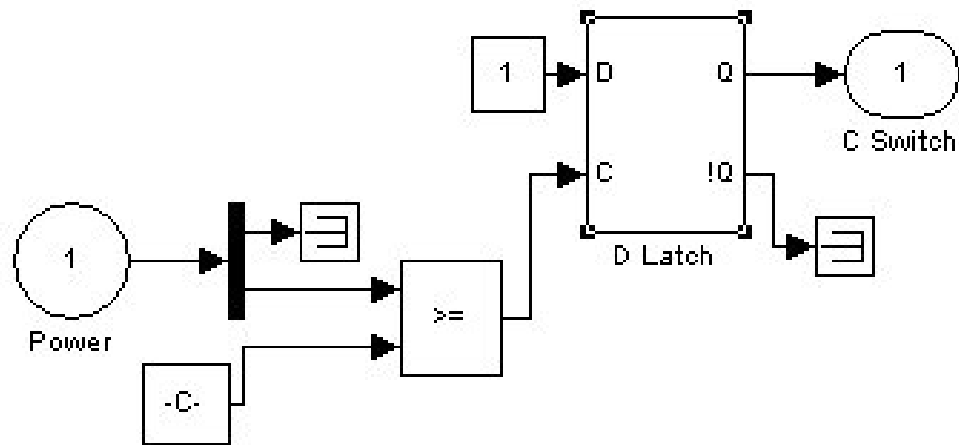 1
D
Q
1
C Switch
C
!Q
D Latch
1
Power
>=
-C-